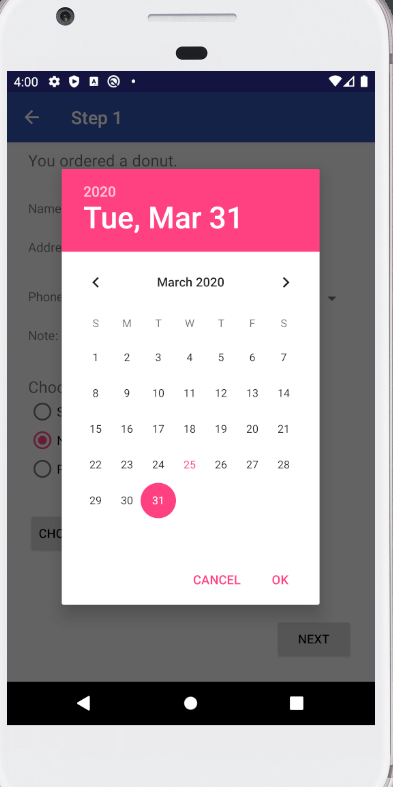 4:00
Step 1
You ordered a donut.
2020
Tue, Mar 31
Name
Addre
March 2020
Phone
S M T W T F S
Note:
1 2 3 4 5 6 7
Choo
8 9 10 11 12 13 14
15 16 17 18 19 20 21
22 23 24 25 26 27 28
29 30 31
CHO
CANCEL OK
NEXT